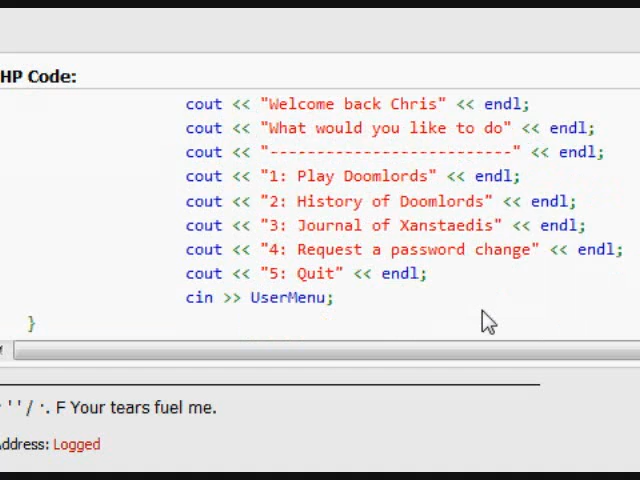 HP Code:
cout << "Welcome back Chris" << endl;
cout << "What would you like to do" << endl;
cout << "--------------------------" << endl;
cout << "1: Play Doomlords" << endl;
cout << "2: History of Doomlords" << endl;
cout << "3: Journal of Xanstaedis" << endl;
cout << "4: Request a password change" << endl;
cout << "5: Quit" << endl;
cin >> UserMenu;
}
F Your tears fuel me.
Address: Logged